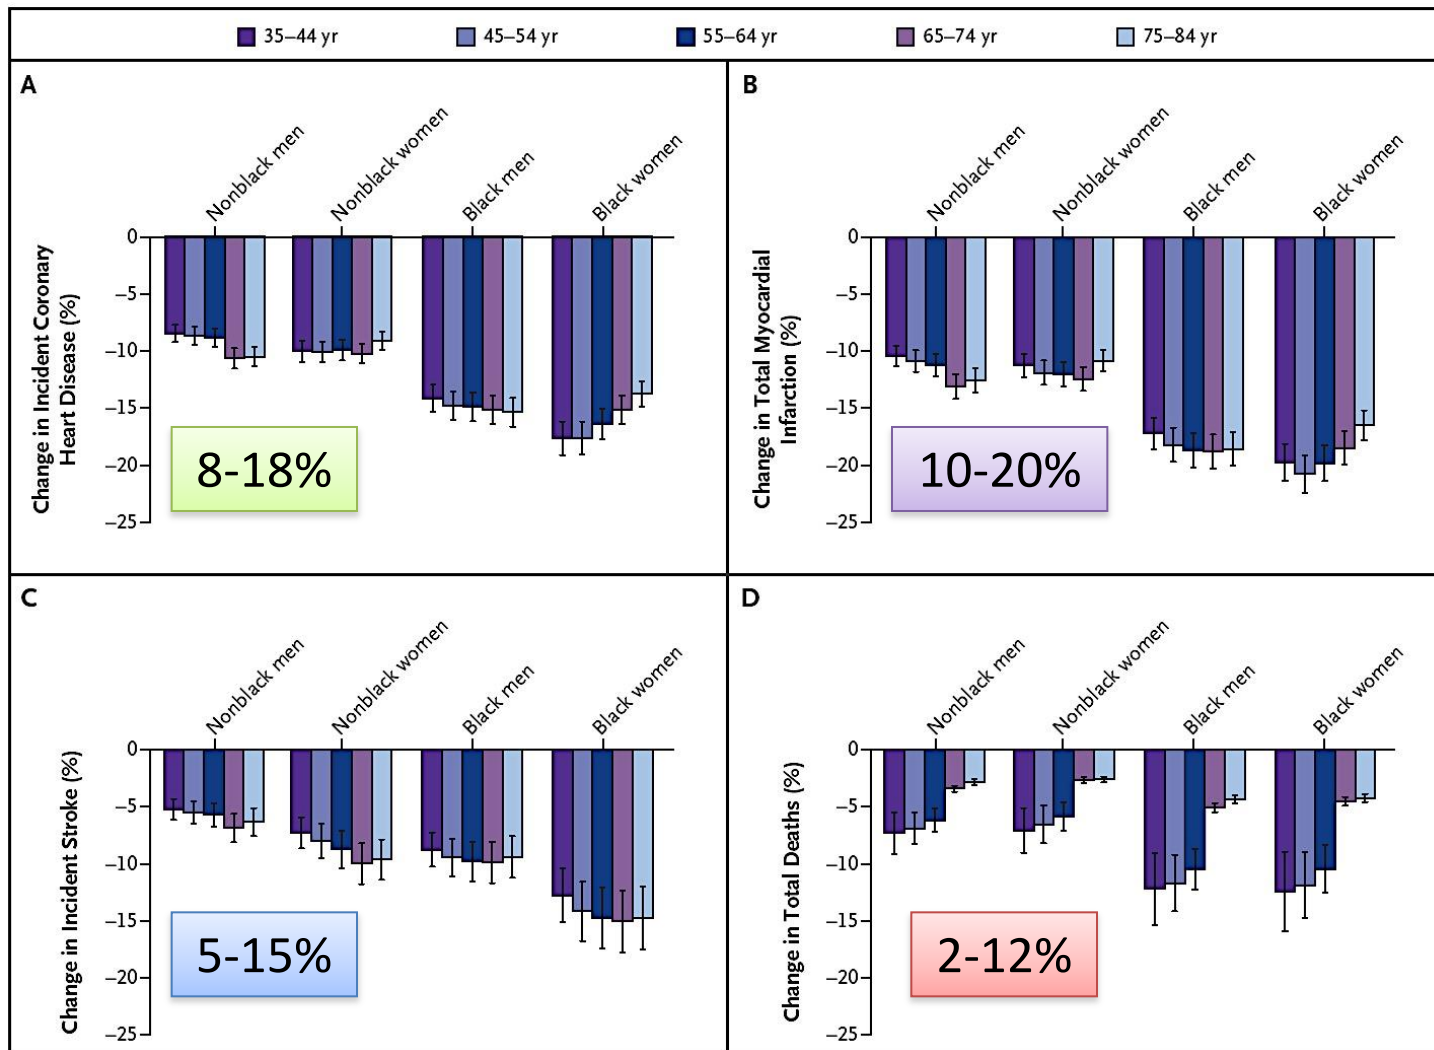 35–44 yr 45–54 yr 55–64 yr 65–74 yr 75–84 yr
A
Nonblack men
Nonblack women
Black men
Black women
Change in Incident Coronary
Heart Disease (%)
0
–5
–10
–15
–20
–25
8-18%
B
Nonblack men
Nonblack women
Black men
Black women
Change in Total Myocardial
Infarction (%)
0
–5
–10
–15
–20
–25
10-20%
C
Nonblack men
Nonblack women
Black men
Black women
Change in Incident Stroke (%)
0
–5
–10
–15
–20
–25
5-15%
D
Nonblack men
Nonblack women
Black men
Black women
Change in Total Deaths (%)
0
–5
–10
–15
–20
–25
2-12%